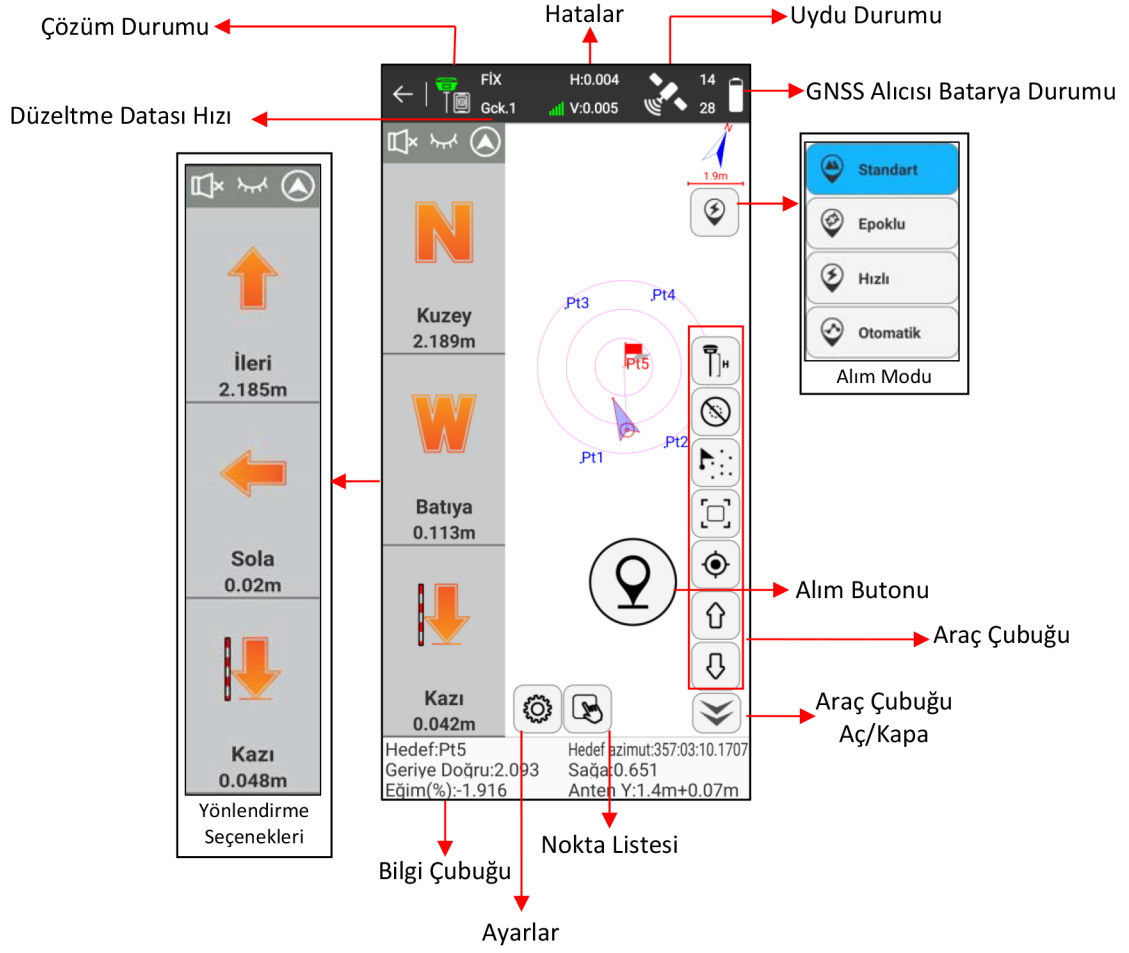 Hatalar
Uydu Durumu
Çözüm Durumu
FİX
H:0.004
14
GNSS Alıcısı Batarya Durumu
Düzeltme Datası Hızı
Gck.1
V:0.005
28
N
1.9m
Standart
Epoklu
Hızlı
Otomatik
Alım Modu
N
Kuzey
2.189m
W
Batıya
0.113m
Kazı
0.042m
İleri
2.185m
Sola
0.02m
Kazı
0.048m
Yönlendirme
Seçenekleri
Pt3
Pt4
Pt5
Pt2
Pt1
H
Alım Butonu
Araç Çubuğu
Araç Çubuğu
Aç/Kapa
Hedef:Pt5
Hedef azimut:357:03:10.1707
Geriye Doğru:2.093
Sağa:0.651
Eğim(%):-1.916
Anten Y:1.4m+0.07m
Nokta Listesi
Bilgi Çubuğu
Ayarlar